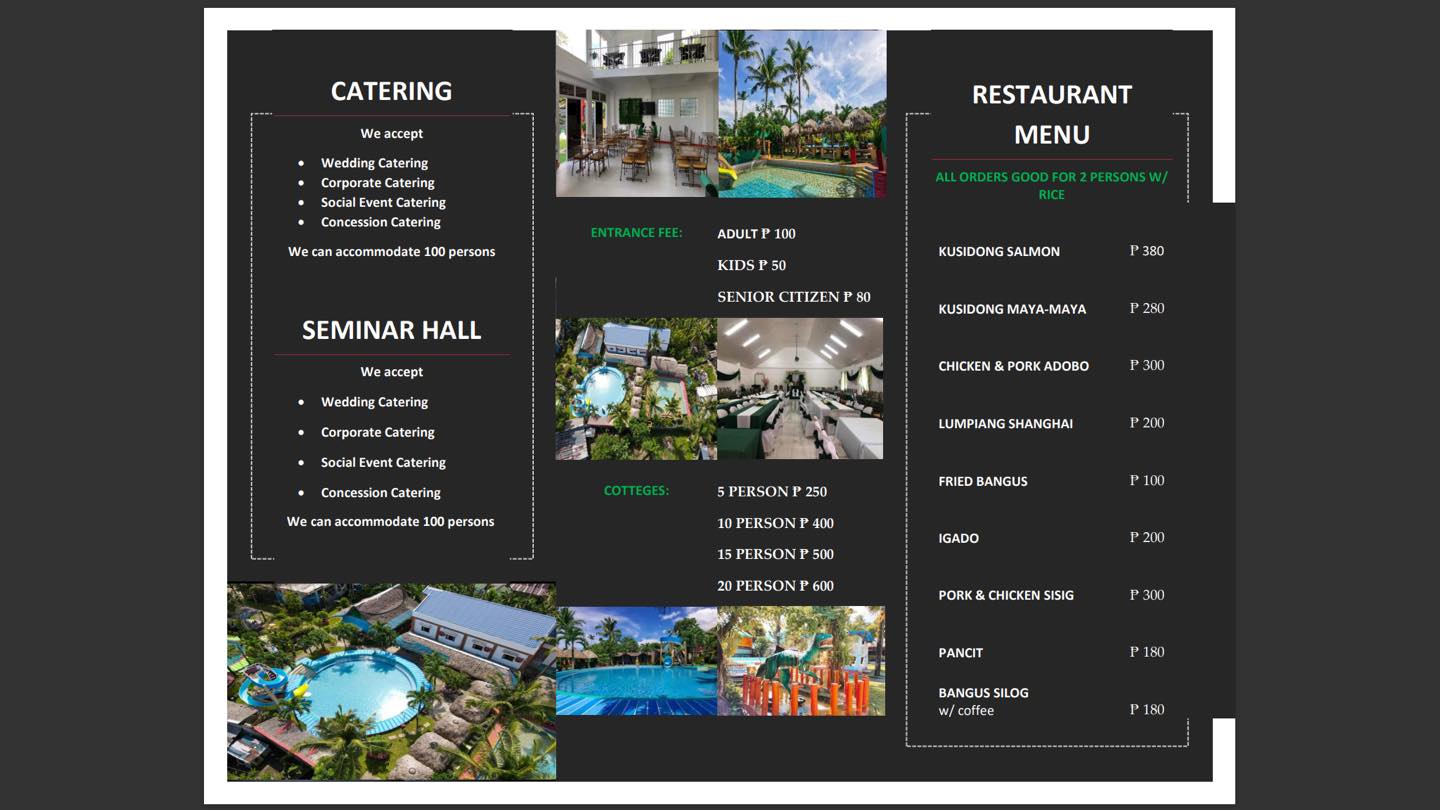 CATERING
We accept
• Wedding Catering
• Corporate Catering
• Social Event Catering
• Concession Catering
We can accommodate 100 persons
SEMINAR HALL
We accept
• Wedding Catering
• Corporate Catering
• Social Event Catering
• Concession Catering
We can accommodate 100 persons
ENTRANCE FEE: ADULT ₱ 100
KIDS ₱ 50
SENIOR CITIZEN ₱ 80
COTTEGES: 5 PERSON ₱ 250
10 PERSON ₱ 400
15 PERSON ₱ 500
20 PERSON ₱ 600
RESTAURANT
MENU
ALL ORDERS GOOD FOR 2 PERSONS W/
RICE
KUSIDONG SALMON ₱ 380
KUSIDONG MAYA-MAYA ₱ 280
CHICKEN & PORK ADOBO ₱ 300
LUMPIANG SHANGHAI ₱ 200
FRIED BANGUS ₱ 100
IGADO ₱ 200
PORK & CHICKEN SISIG ₱ 300
PANCIT ₱ 180
BANGUS SILOG
w/ coffee ₱ 180